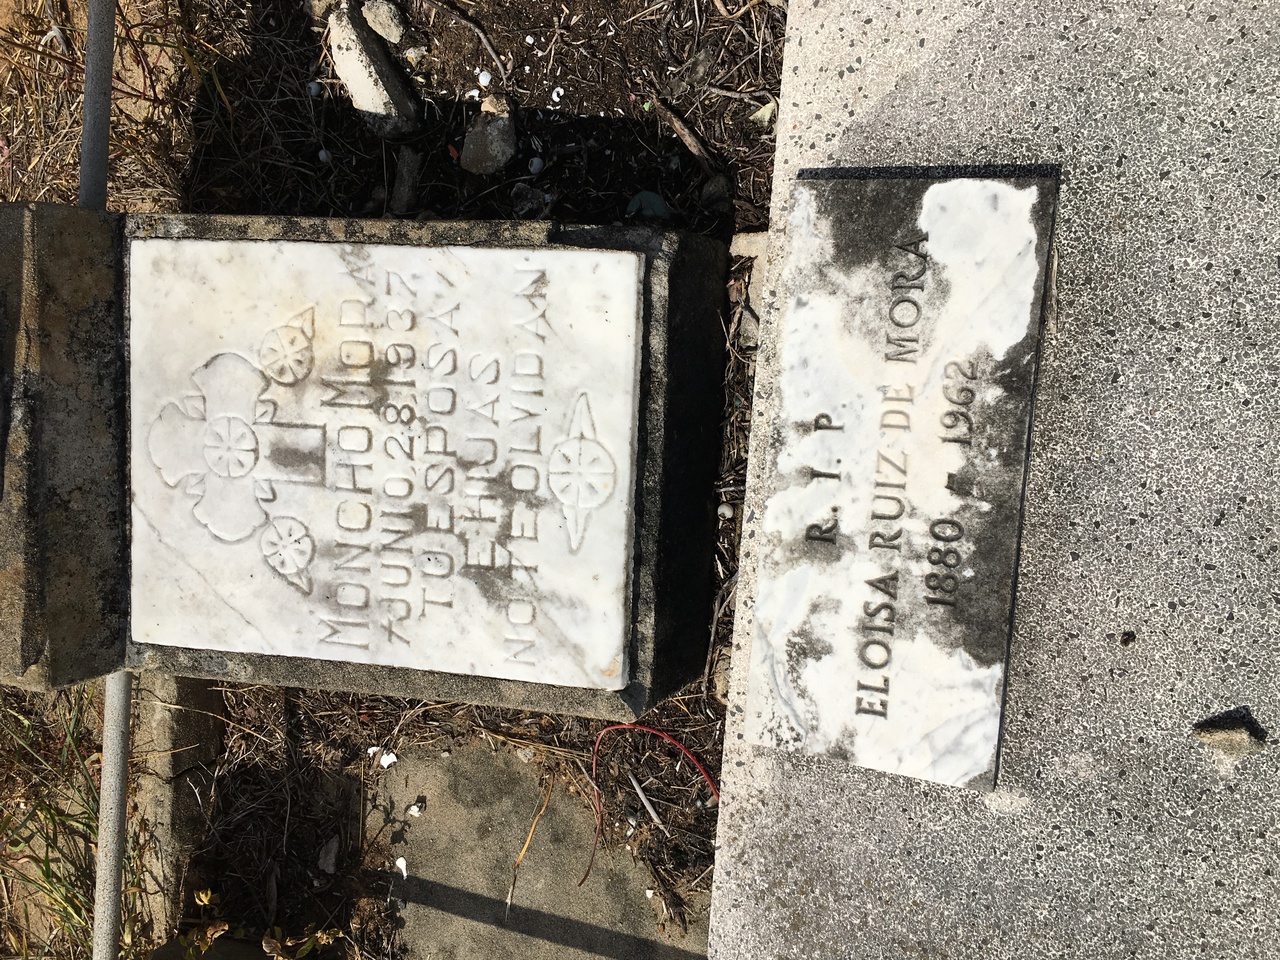 MONCHO MORA
+JUNIO.28.1937
TU ESPOSA Y
E HIJAS
NO TE OLVIDAN
R. I. P
ELOISA RUIZ DE MORA
1880 - 1962